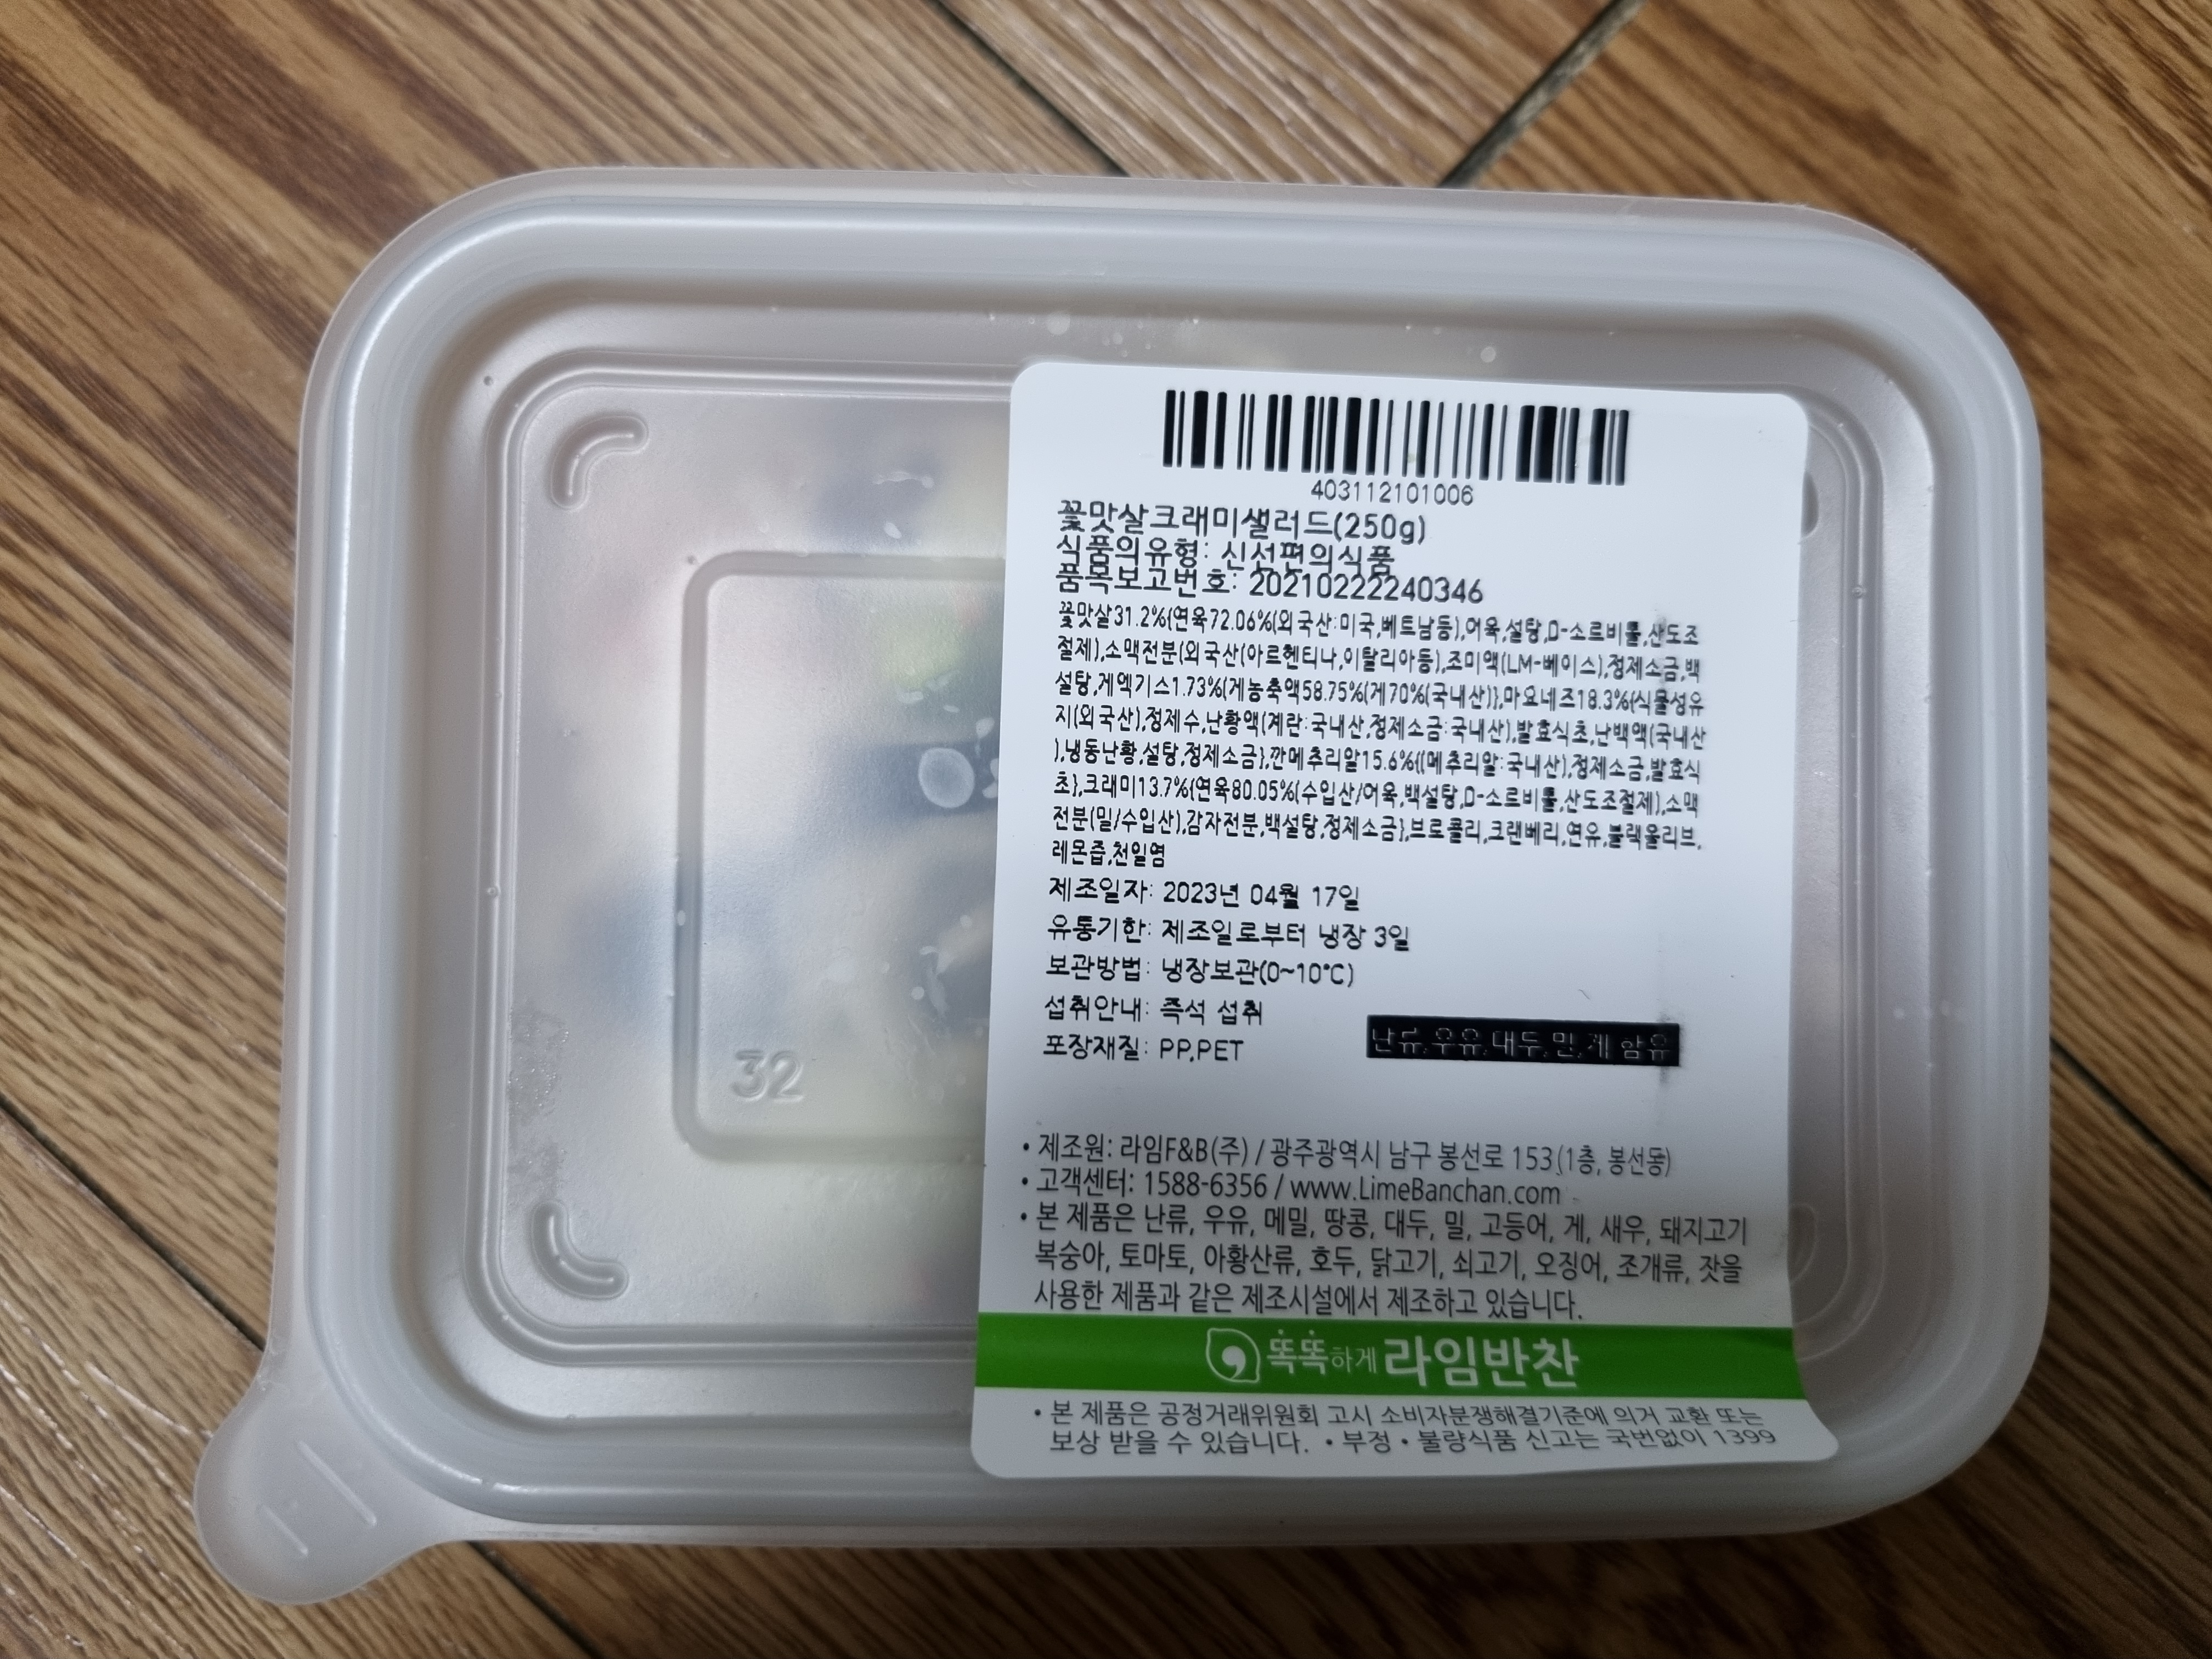 403112101006
꽃맛살크래미샐러드(250g)
식품의유형: 신선편의식품
품목보고번호: 20210222240346
꽃맛살31.2%{연육72.06%(외국산:미국,베트남등),어육,설탕,D-소르비톨,산도조
절제),소맥전분(외국산(아르헨티나,이탈리아등),조미액(LM-베이스),정제소금,백
설탕,게엑기스1.73%(게농축액58.75%(게70%(국내산)},마요네즈18.3%{식물성유
지(외국산),정제수,난황액(계란:국내산,정제소금:국내산),발효식초,난백액(국내산
),냉동난황,설탕,정제소금},깐메추리알15.6%{(메추리알:국내산),정제소금,발효식
초},크래미13.7%{연육80.05%(수입산/어육,백설탕,D-소르비톨,산도조절제),소맥
전분(밀/수입산),감자전분,백설탕,정제소금},브로콜리,크랜베리,연유,블랙올리브,
레몬즙,천일염
제조일자: 2023년 04월 17일
유통기한: 제조일로부터 냉장 3일
보관방법: 냉장보관(0~10℃)
섭취안내: 즉석 섭취
포장재질: PP,PET
난류,우유,대두,밀,게 함유
• 제조원: 라임F&B(주) / 광주광역시 남구 봉선로 153(1층, 봉선동)
• 고객센터: 1588-6356 / www.LimeBanchan.com
• 본 제품은 난류, 우유, 메밀, 땅콩, 대두, 밀, 고등어, 게, 새우, 돼지고기
복숭아, 토마토, 아황산류, 호두, 닭고기, 쇠고기, 오징어, 조개류, 잣을
사용한 제품과 같은 제조시설에서 제조하고 있습니다.
똑똑하게 라임반찬
• 본 제품은 공정거래위원회 고시 소비자분쟁해결기준에 의거 교환 또는
보상 받을 수 있습니다. • 부정 • 불량식품 신고는 국번없이 1399
32